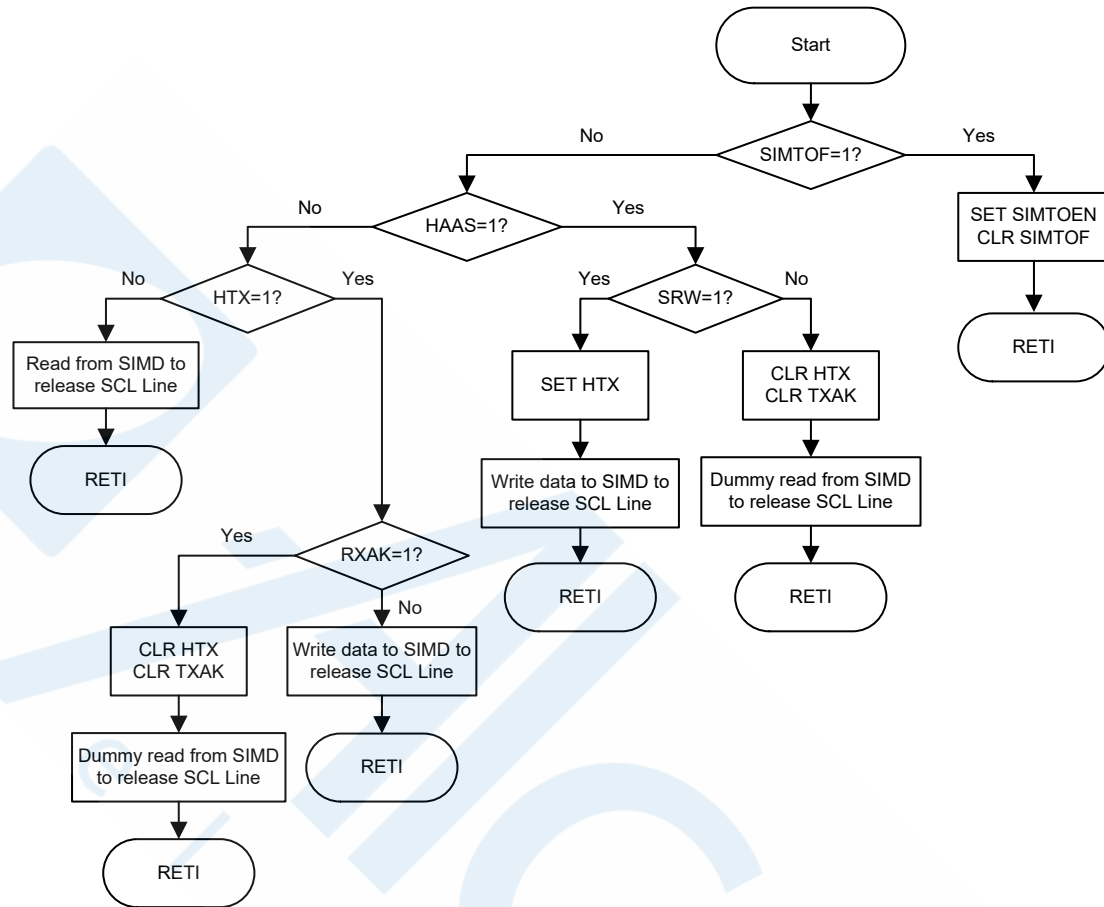 Start
No
SIMTOF=1?
Yes
No
HAAS=1?
Yes
SET SIMTOEN
CLR SIMTOF
No
HTX=1?
Yes
Yes
SRW=1?
No
RETI
Read from SIMD to
release SCL Line
SET HTX
CLR HTX
CLR TXAK
RETI
Write data to SIMD to
release SCL Line
Dummy read from SIMD
to release SCL Line
Yes
RXAK=1?
No
RETI
RETI
CLR HTX
CLR TXAK
Write data to SIMD to
release SCL Line
Dummy read from SIMD
to release SCL Line
RETI
RETI